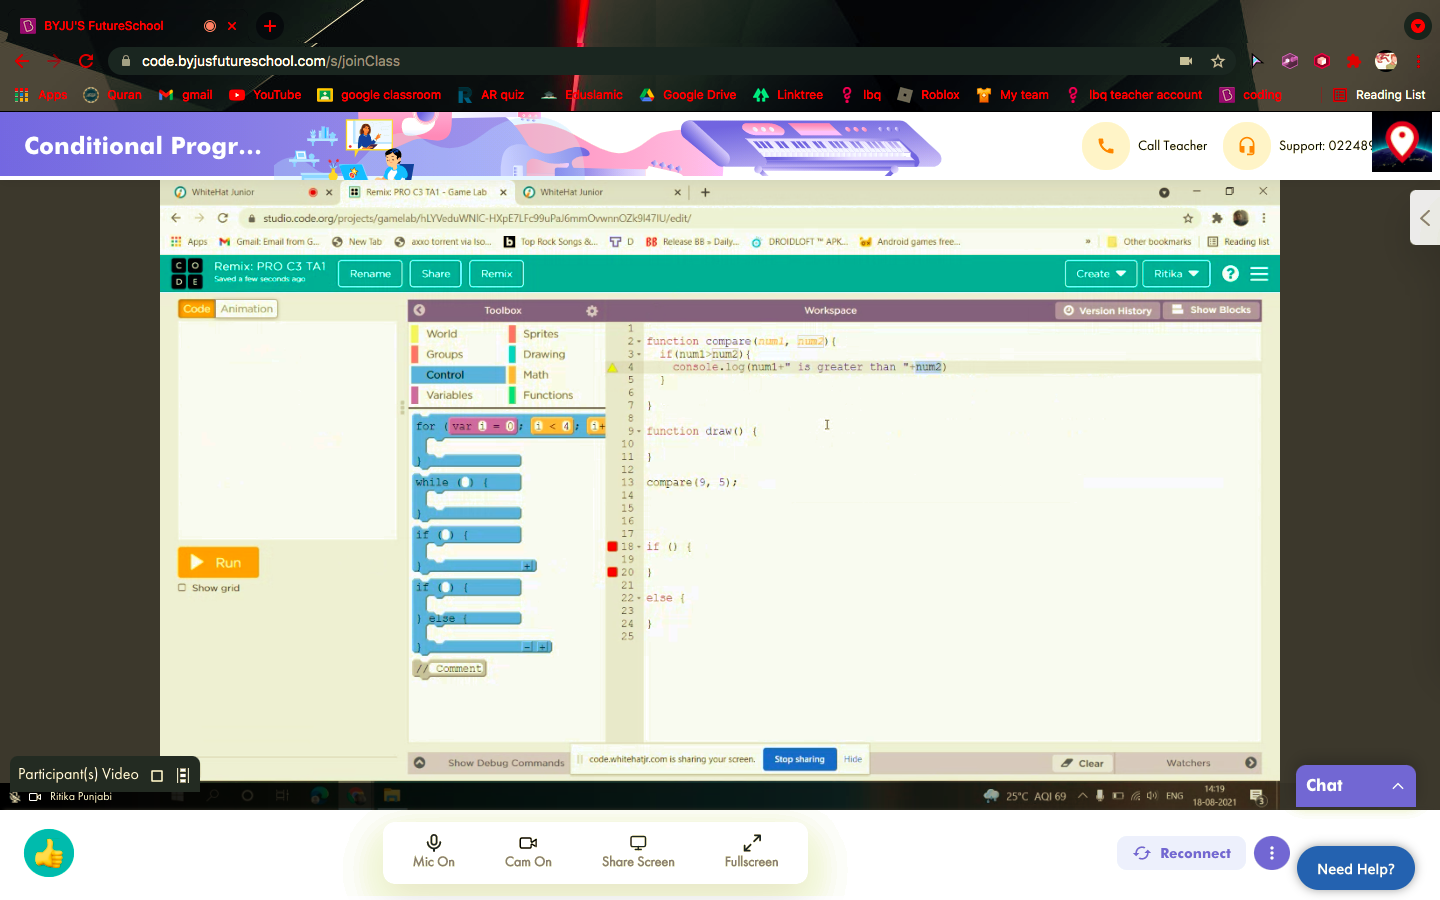 BYJU'S FutureSchool
code.byjusfutureschool.com/s/joinClass
Apps Quran gmail YouTube google classroom AR quiz Eduslamic Google Drive Linktree Ibq Roblox My team Ibq teacher account coding Reading List
Conditional Progr...
Call Teacher
Support: 022489
WhiteHat Junior Remix: PRO C3 TA1 - Game Lab WhiteHat Junior
studio.code.org/projects/gamelab/hLYVeduWNIC-HXpE7LFc99uPaJ6mmOvwnnOZk9l47IU/edit/
Apps Gmail: Email from G... New Tab axxo torrent via Iso... Top Rock Songs &... D Release BB » Daily... DROIDLOFT ™ APK... Android games free... » Other bookmarks Reading list
CODE
Remix: PRO C3 TA1
Saved a few seconds ago
Rename Share Remix Create Ritika ?
Code Animation
Toolbox
Workspace
Version History Show Blocks
World Sprites
Groups Drawing
Control Math
Variables Functions
for (var i = 0; i < 4; i+
}
while () {
}
if () {
}
if () {
} else {
}
// Comment
1
2 function compare(num1, num2){
3 if(num1>num2){
4 console.log(num1+" is greater than "+num2)
5 }
6
7 }
8
9 function draw() {
10
11 }
12
13 compare(9, 5);
14
15
16
17
18 if () {
19
20 }
21
22 else {
23
24 }
25
Run
Show grid
Show Debug Commands
code.whitehatjr.com is sharing your screen. Stop sharing Hide
Clear
Watchers
Participant(s) Video
Ritika Punjabi
25°C AQI 69 ENG
14:19
18-08-2021
3
Chat
Mic On Cam On Share Screen Fullscreen
Reconnect
Need Help?